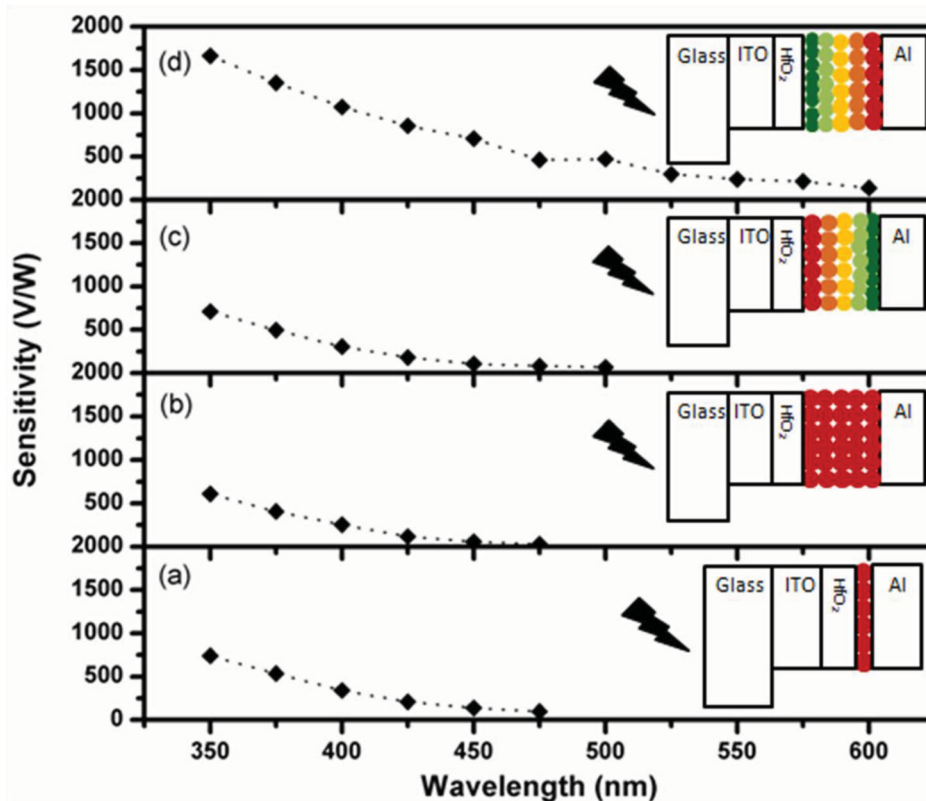 Sensitivity (V/W)
2000
(d)
1500
1000
500
Glass ITO HfO2 Al
2000
(c)
1500
1000
500
Glass ITO HfO2 Al
2000
(b)
1500
1000
500
Glass ITO HfO2 Al
2000
(a)
1500
1000
500
0
Glass ITO HfO2 Al
350 400 450 500 550 600
Wavelength (nm)